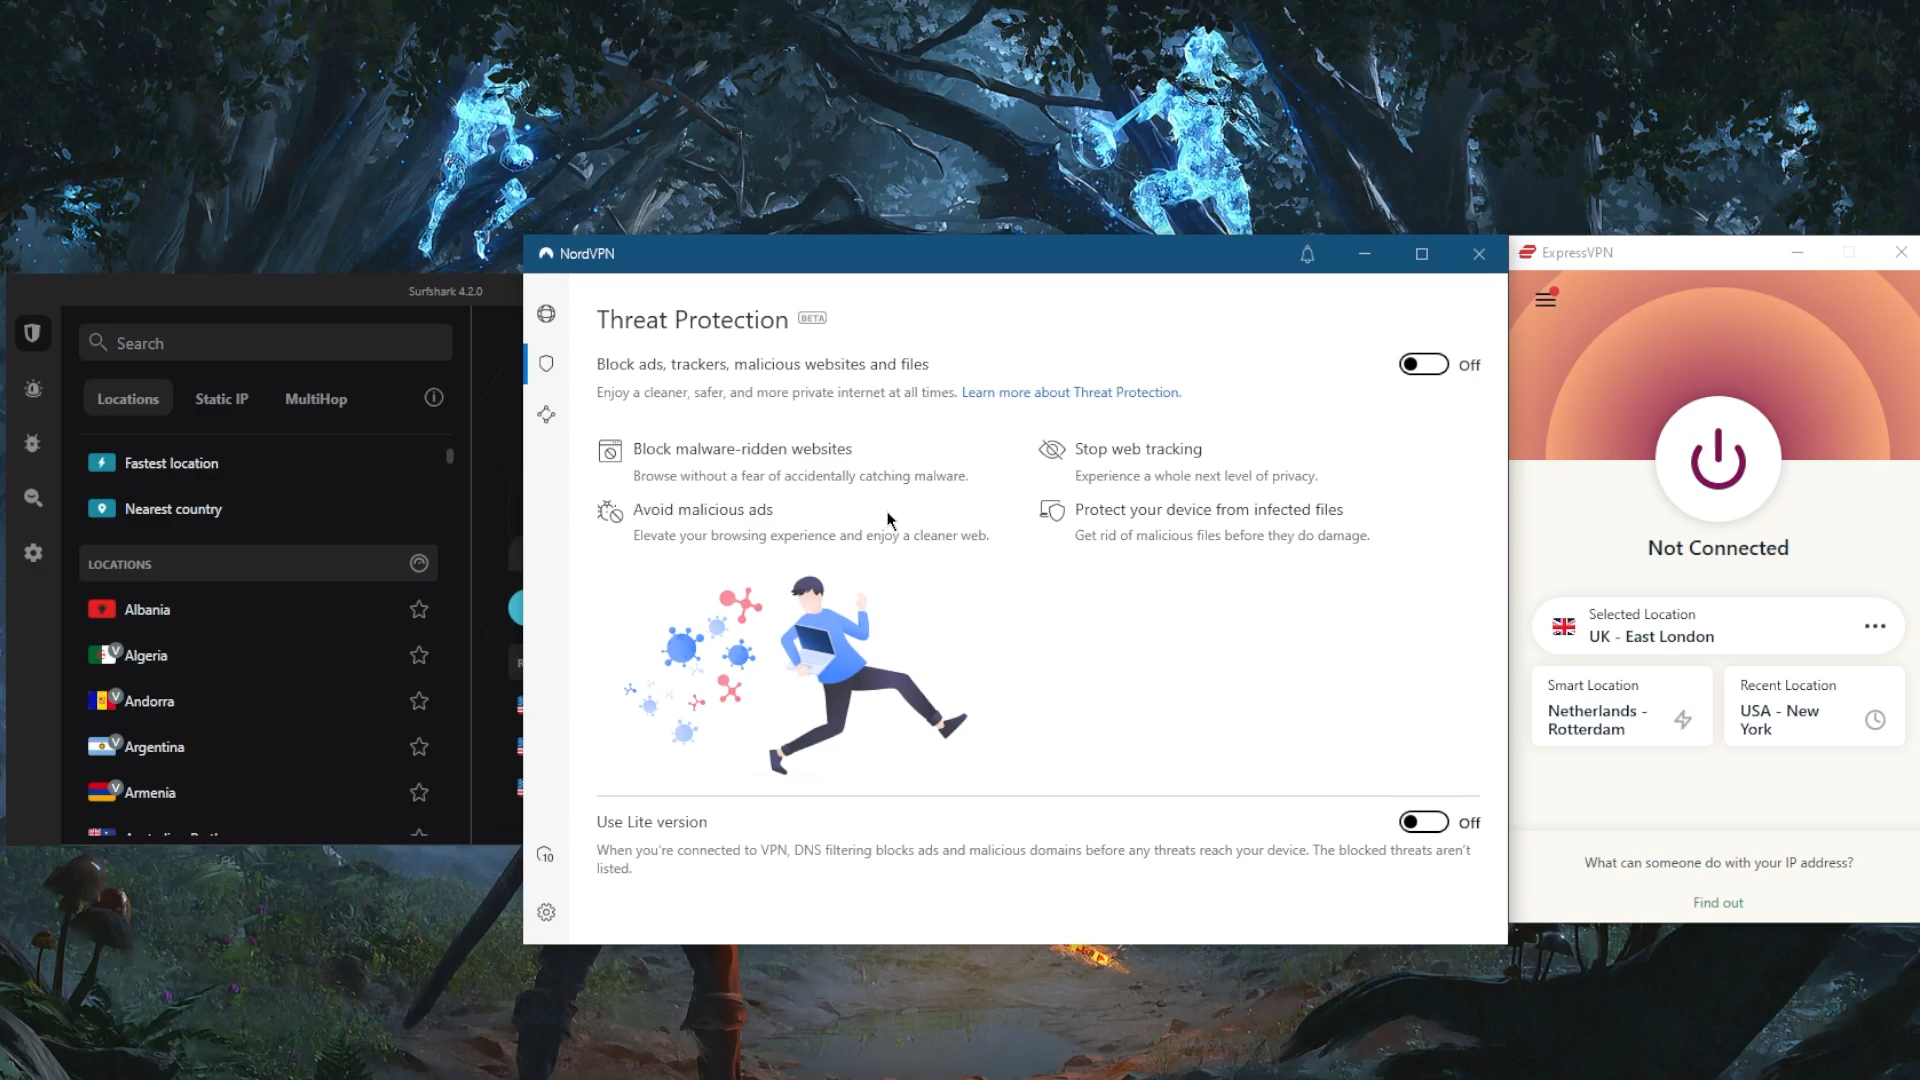 Surfshark 4.2.0
Search
Locations
Static IP
MultiHop
Fastest location
Nearest country
LOCATIONS
Albania
V
Algeria
V
Andorra
V
Argentina
V
Armenia
NordVPN
Threat Protection BETA
Block ads, trackers, malicious websites and files
Off
Enjoy a cleaner, safer, and more private internet at all times. Learn more about Threat Protection.
Block malware-ridden websites
Browse without a fear of accidentally catching malware.
Stop web tracking
Experience a whole next level of privacy.
Avoid malicious ads
Elevate your browsing experience and enjoy a cleaner web.
Protect your device from infected files
Get rid of malicious files before they do damage.
Use Lite version
Off
When you're connected to VPN, DNS filtering blocks ads and malicious domains before any threats reach your device. The blocked threats aren't
listed.
10
ExpressVPN
Not Connected
Selected Location
UK - East London
Smart Location
Netherlands -
Rotterdam
Recent Location
USA - New
York
What can someone do with your IP address?
Find out